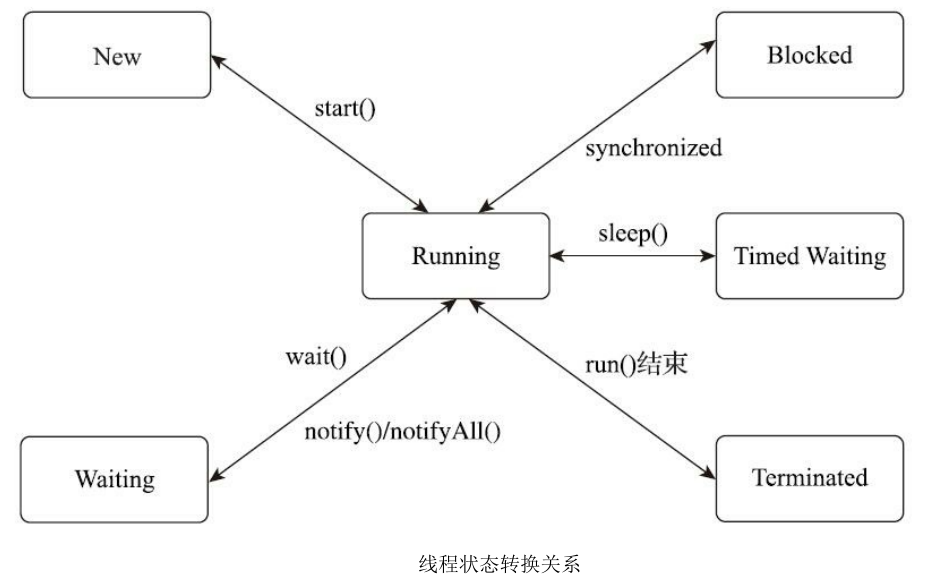 New
Blocked
start()
synchronized
Running
sleep()
Timed Waiting
wait()
run()结束
notify()/notifyAll()
Waiting
Terminated
线程状态转换关系